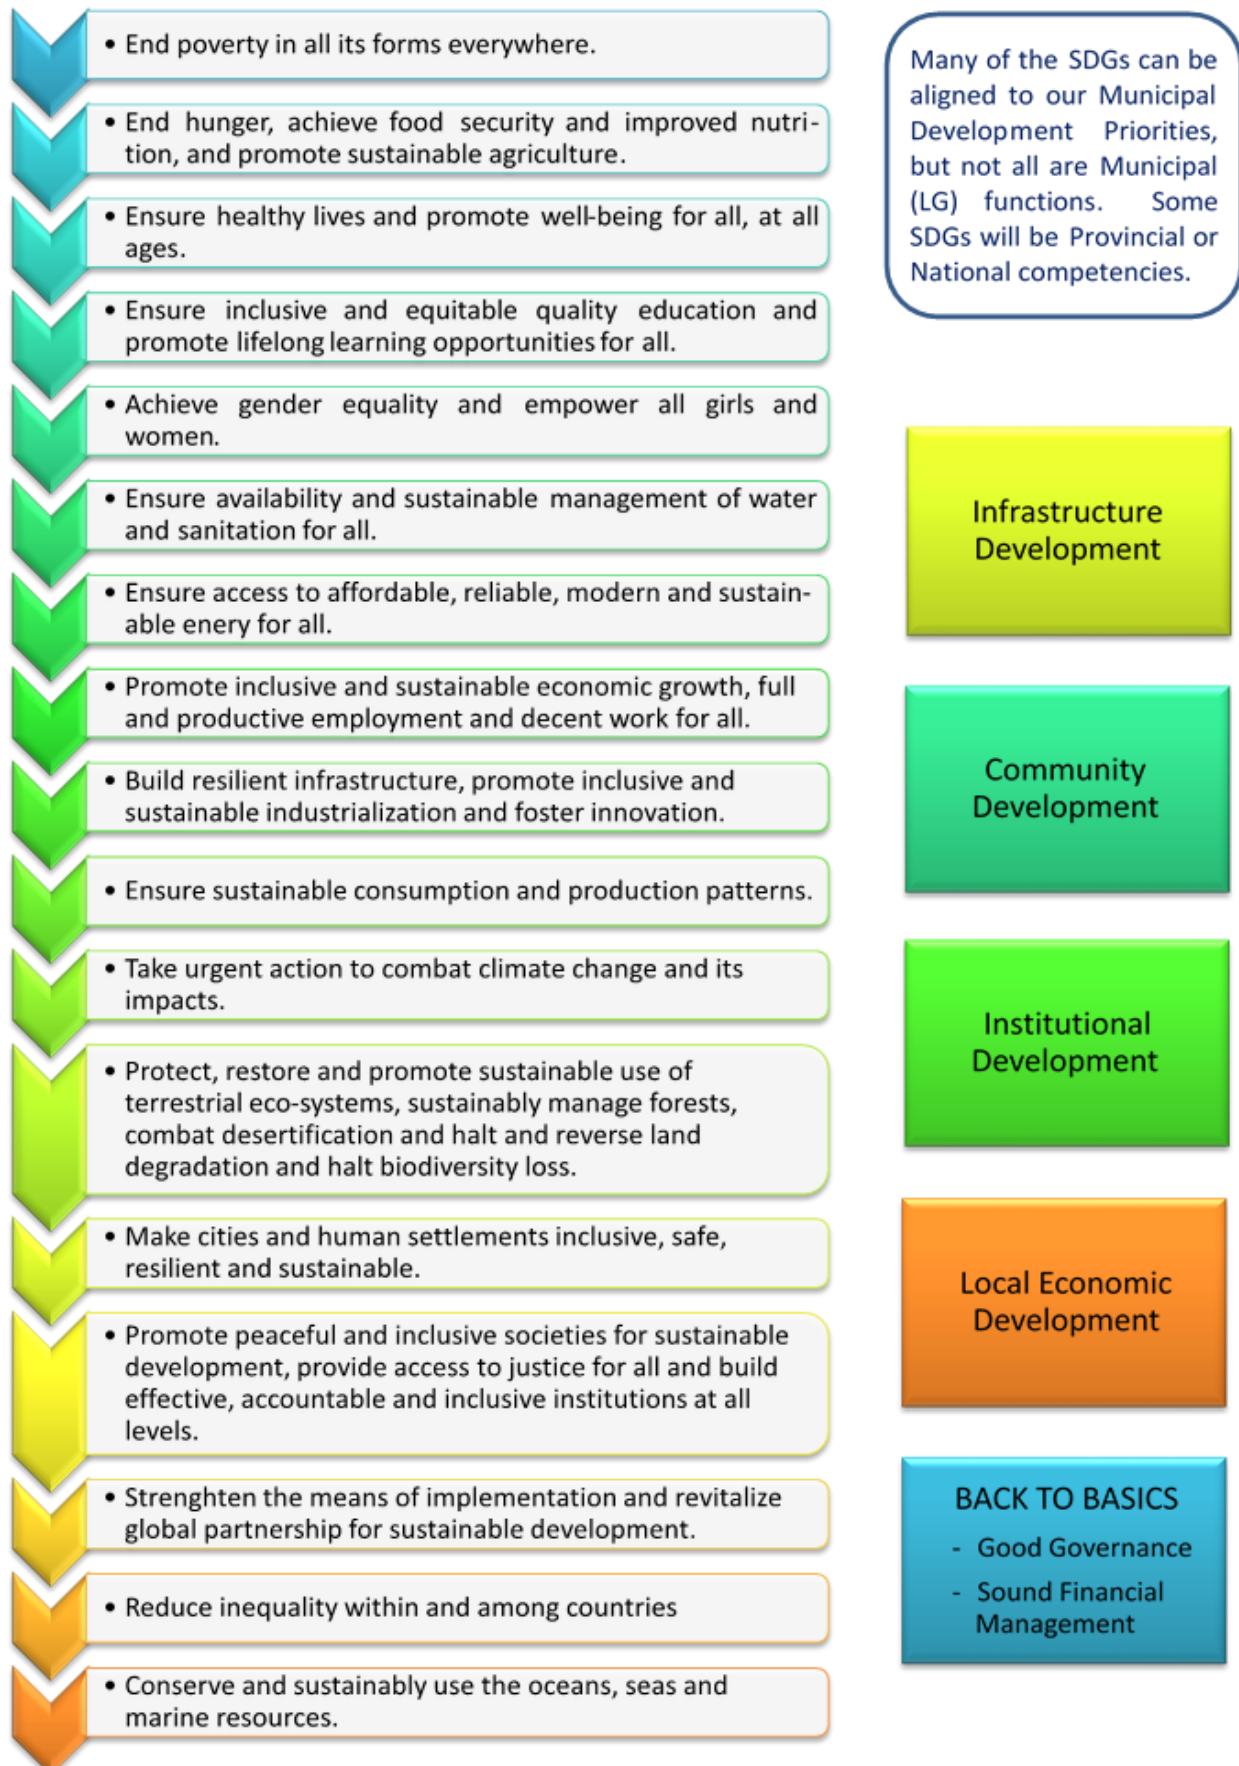 • End poverty in all its forms everywhere.
• End hunger, achieve food security and improved nutri-
tion, and promote sustainable agriculture.
• Ensure healthy lives and promote well-being for all, at all
ages.
• Ensure inclusive and equitable quality education and
promote lifelong learning opportunities for all.
• Achieve gender equality and empower all girls and
women.
• Ensure availability and sustainable management of water
and sanitation for all.
• Ensure access to affordable, reliable, modern and sustain-
able enery for all.
• Promote inclusive and sustainable economic growth, full
and productive employment and decent work for all.
• Build resilient infrastructure, promote inclusive and
sustainable industrialization and foster innovation.
• Ensure sustainable consumption and production patterns.
• Take urgent action to combat climate change and its
impacts.
• Protect, restore and promote sustainable use of
terrestrial eco-systems, sustainably manage forests,
combat desertification and halt and reverse land
degradation and halt biodiversity loss.
• Make cities and human settlements inclusive, safe,
resilient and sustainable.
• Promote peaceful and inclusive societies for sustainable
development, provide access to justice for all and build
effective, accountable and inclusive institutions at all
levels.
• Strenghten the means of implementation and revitalize
global partnership for sustainable development.
• Reduce inequality within and among countries
• Conserve and sustainably use the oceans, seas and
marine resources.
Many of the SDGs can be
aligned to our Municipal
Development Priorities,
but not all are Municipal
(LG) functions. Some
SDGs will be Provincial or
National competencies.
Infrastructure
Development
Community
Development
Institutional
Development
Local Economic
Development
BACK TO BASICS
- Good Governance
- Sound Financial
Management